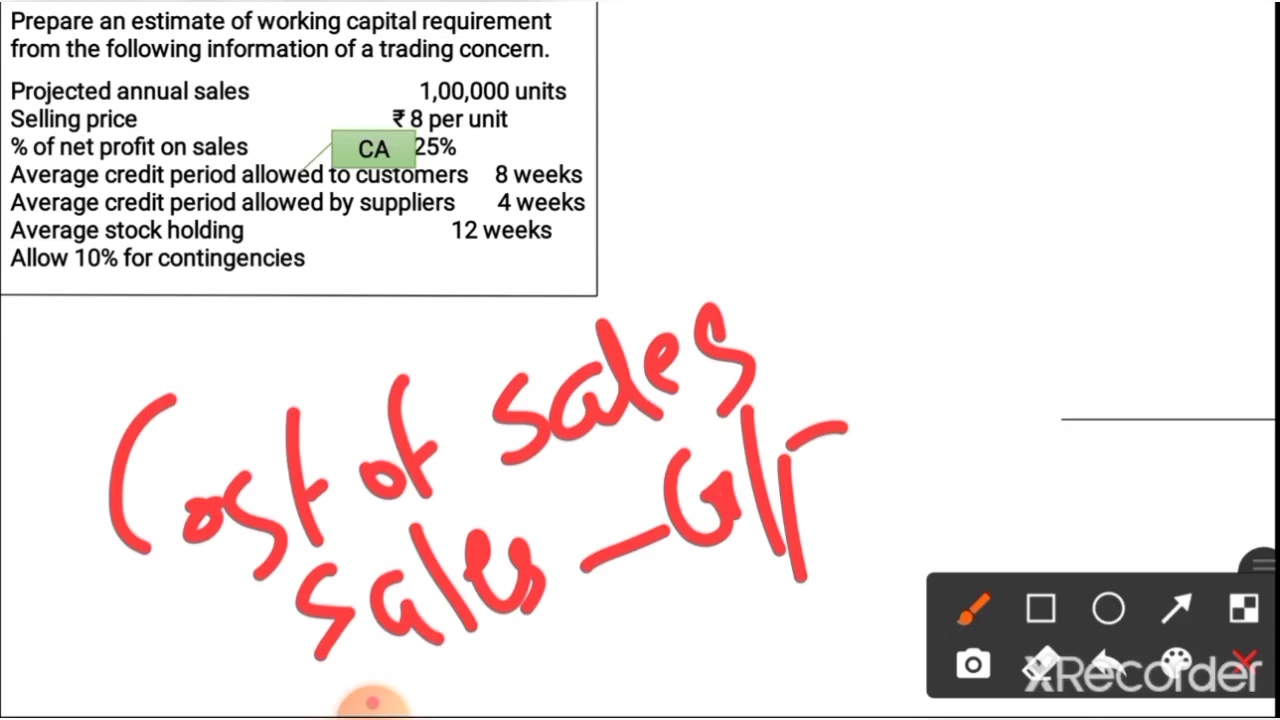 Prepare an estimate of working capital requirement
from the following information of a trading concern.
Projected annual sales 1,00,000 units
Selling price ₹ 8 per unit
% of net profit on sales 25%
CA
Average credit period allowed to customers 8 weeks
Average credit period allowed by suppliers 4 weeks
Average stock holding 12 weeks
Allow 10% for contingencies
Cost of sales
sales - G/P
XRecorder